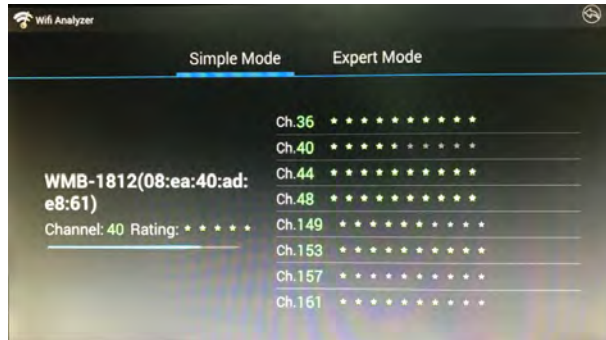 Wifi Analyzer
Simple Mode
Expert Mode
WMB-1812(08:ea:40:ad:
e8:61)
Channel: 40 Rating: * * * * *
Ch.36 * * * * * * * * * *
Ch.40 * * * * * * * * * *
Ch.44 * * * * * * * * * *
Ch.48 * * * * * * * * * *
Ch.149 * * * * * * * * * *
Ch.153 * * * * * * * * * *
Ch.157 * * * * * * * * * *
Ch.161 * * * * * * * * * *